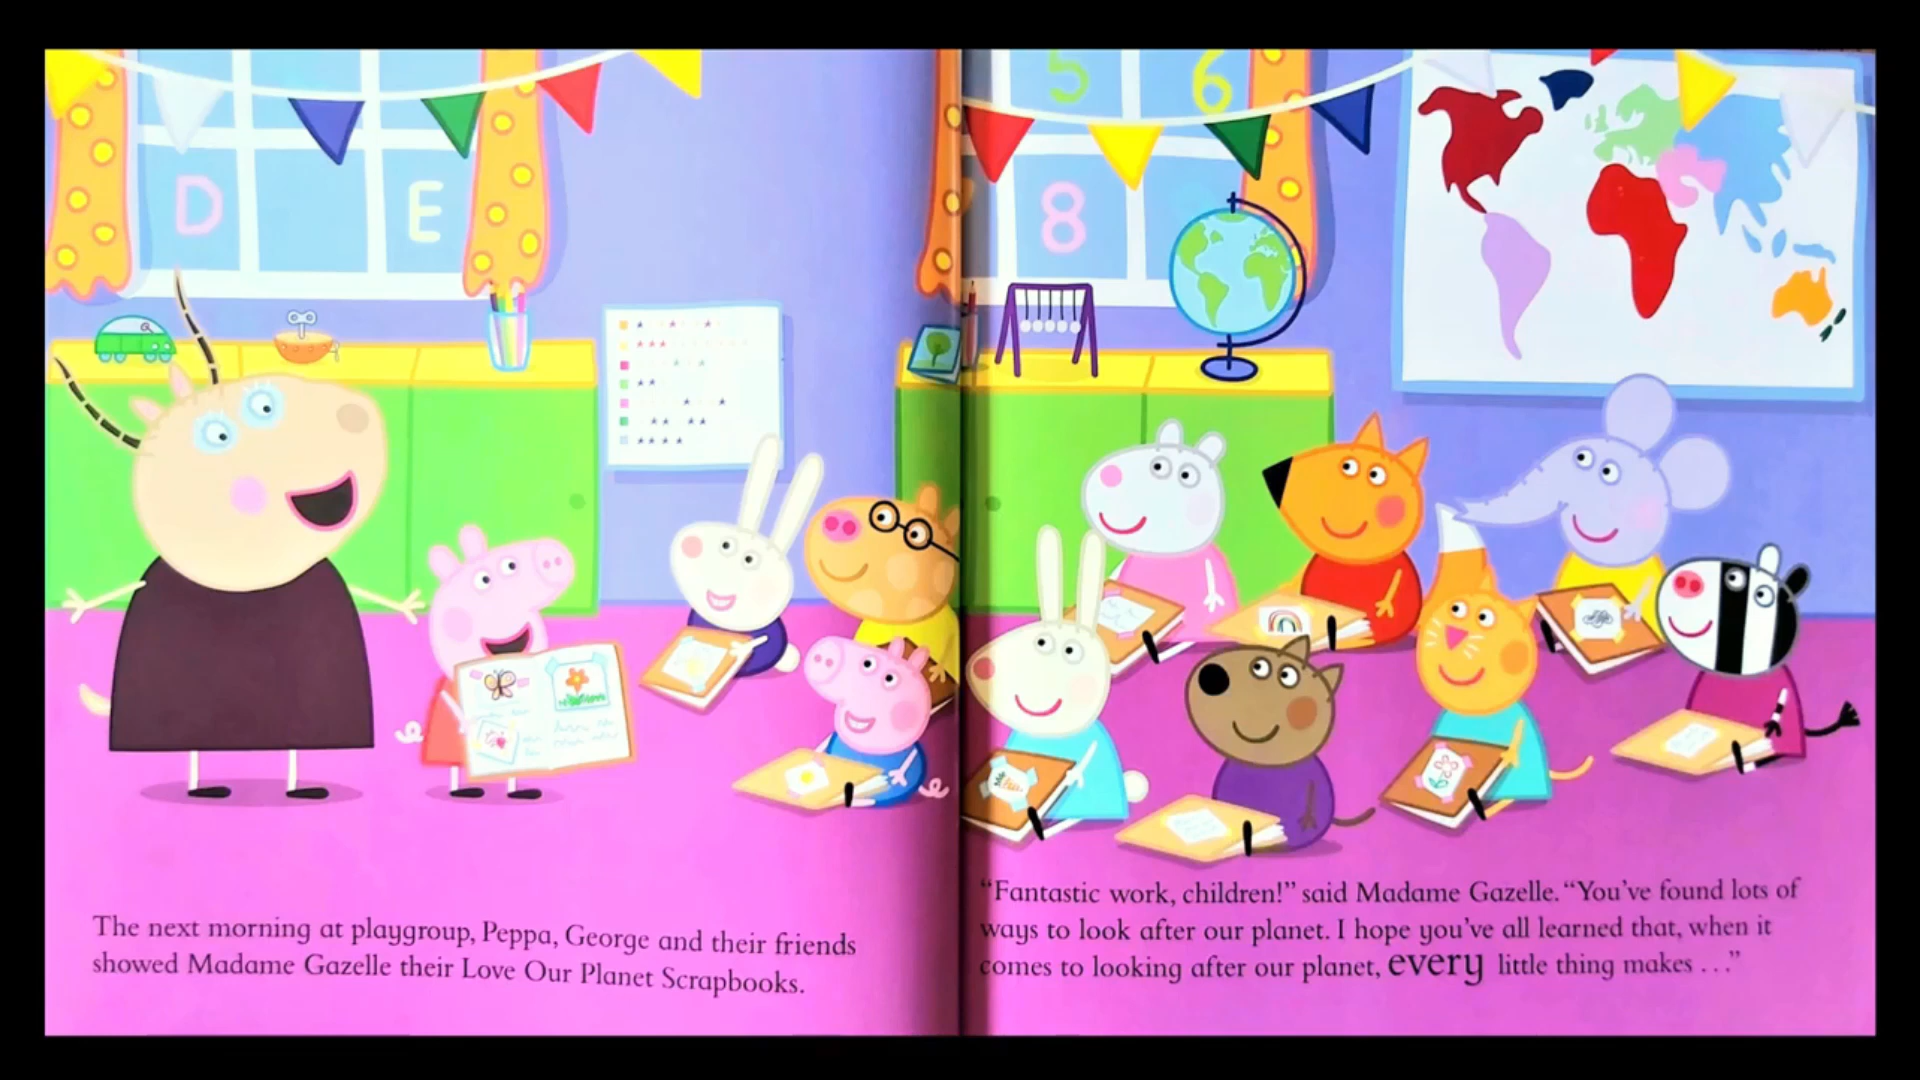 D
E
5
6
8
The next morning at playgroup, Peppa, George and their friends
showed Madame Gazelle their Love Our Planet Scrapbooks.
“Fantastic work, children!” said Madame Gazelle. “You’ve found lots of
ways to look after our planet. I hope you’ve all learned that, when it
comes to looking after our planet, every little thing makes . . .”